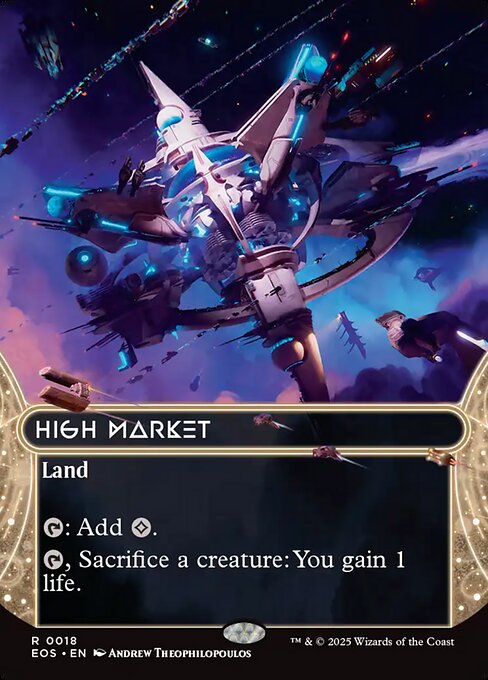 HIGH MARKET
Land
: Add .
, Sacrifice a creature: You gain 1
life.
R 0018
EOS • EN Andrew Theophilopoulos
™ & © 2025 Wizards of the Coast